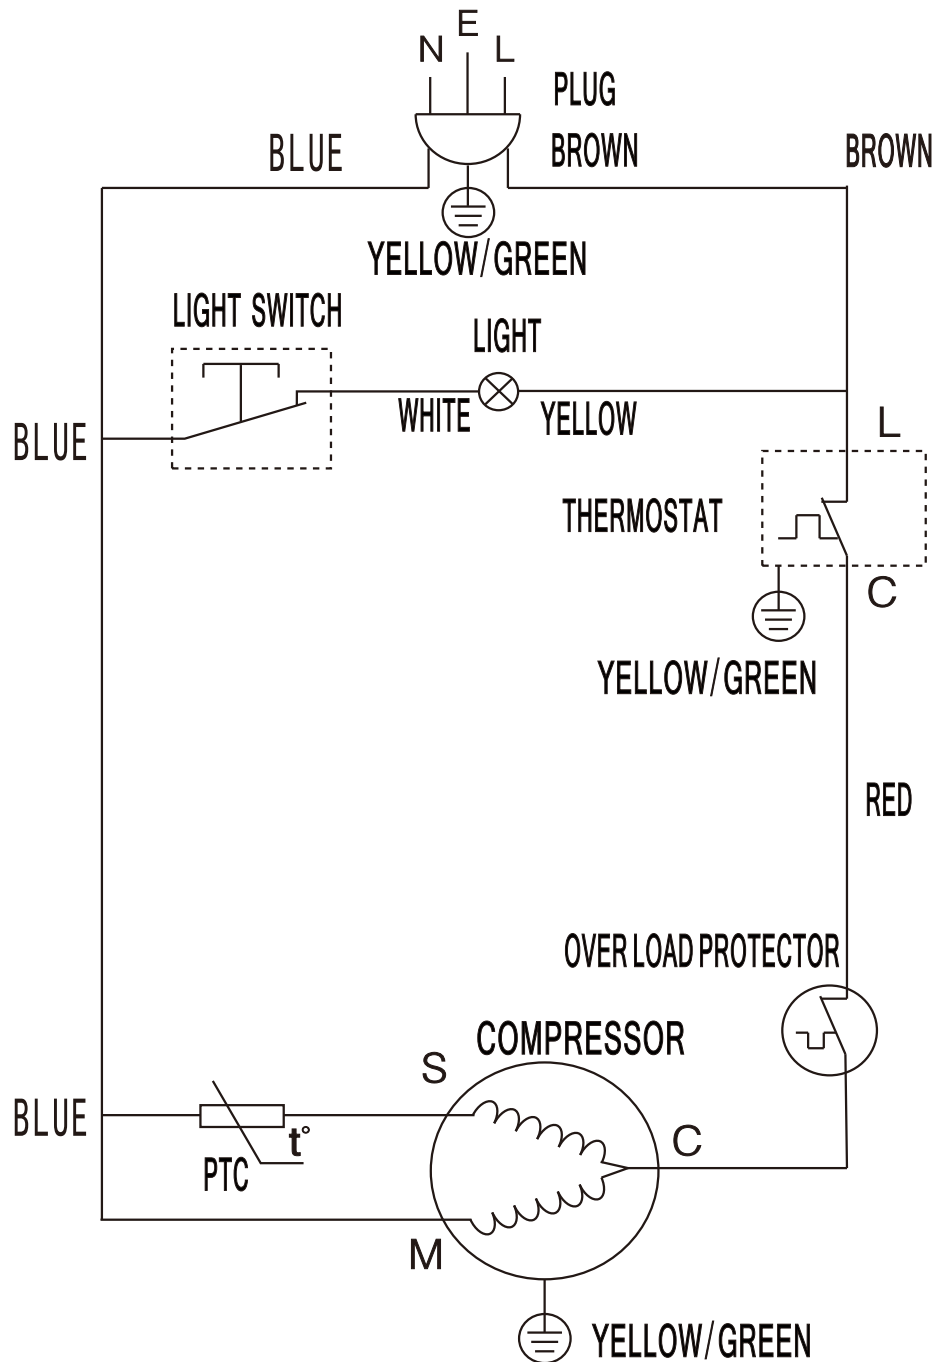 N E L
PLUG
BLUE
BROWN
BROWN
YELLOW/GREEN
LIGHT SWITCH
LIGHT
WHITE
YELLOW
BLUE
L
THERMOSTAT
C
YELLOW/GREEN
RED
OVER LOAD PROTECTOR
COMPRESSOR
S
BLUE
t°
C
PTC
M
YELLOW/GREEN